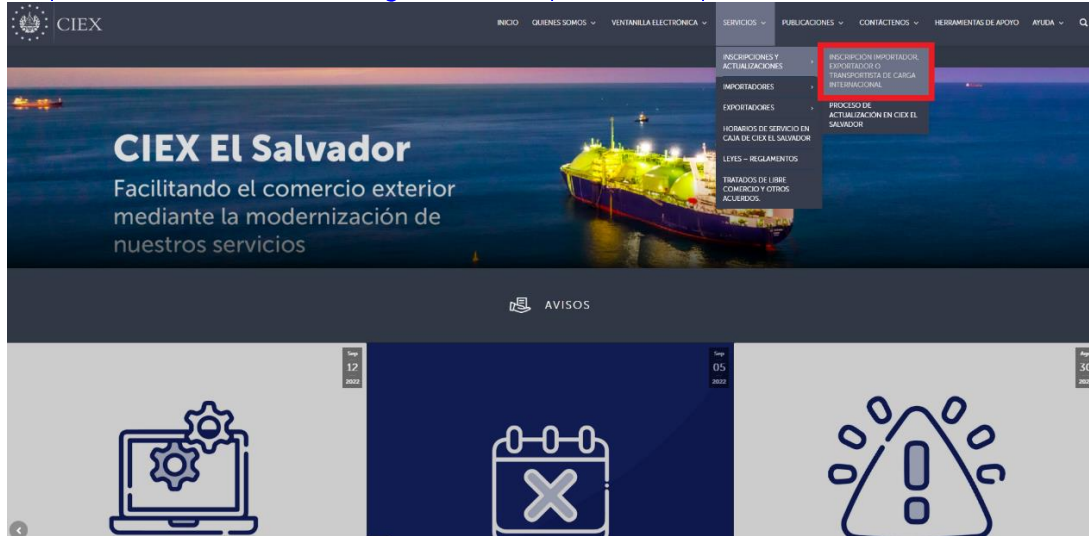 CIEX
INICIO QUIENES SOMOS VENTANILLA ELECTRÓNICA SERVICIOS PUBLICACIONES CONTÁCTENOS HERRAMIENTAS DE APOYO AYUDA
INSCRIPCIONES Y
ACTUALIZACIONES
IMPORTADORES
EXPORTADORES
HORARIOS DE SERVICIO EN
CAJA DE CIEX EL SALVADOR
LEYES – REGLAMENTOS
TRATADOS DE LIBRE
COMERCIO Y OTROS
ACUERDOS.
INSCRIPCIÓN IMPORTADOR,
EXPORTADOR O
TRANSPORTISTA DE CARGA
INTERNACIONAL
PROCESO DE
ACTUALIZACIÓN EN CIEX EL
SALVADOR
CIEX El Salvador
Facilitando el comercio exterior
mediante la modernización de
nuestros servicios
AVISOS
Sep
12
2022
Sep
05
2022